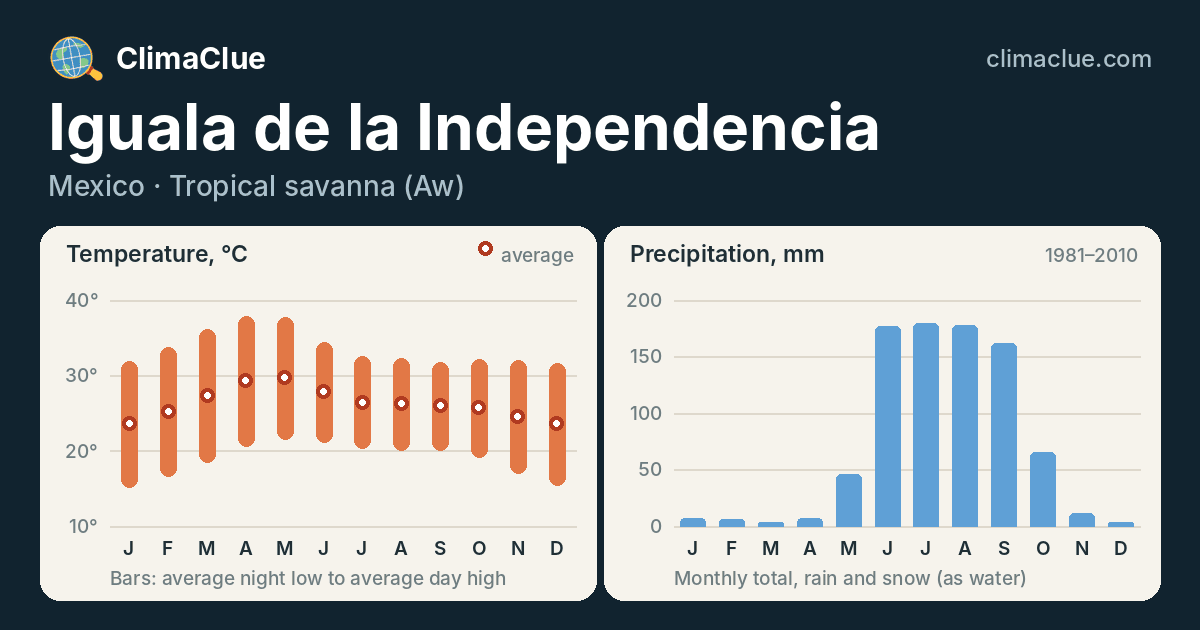 ClimaClue
climaclue.com
Iguala de la Independencia
Mexico · Tropical savanna (Aw)
Temperature, °C
average
40°
30°
20°
10°
J F M A M J J A S O N D
Bars: average night low to average day high
Precipitation, mm
1981–2010
200
150
100
50
0
J F M A M J J A S O N D
Monthly total, rain and snow (as water)